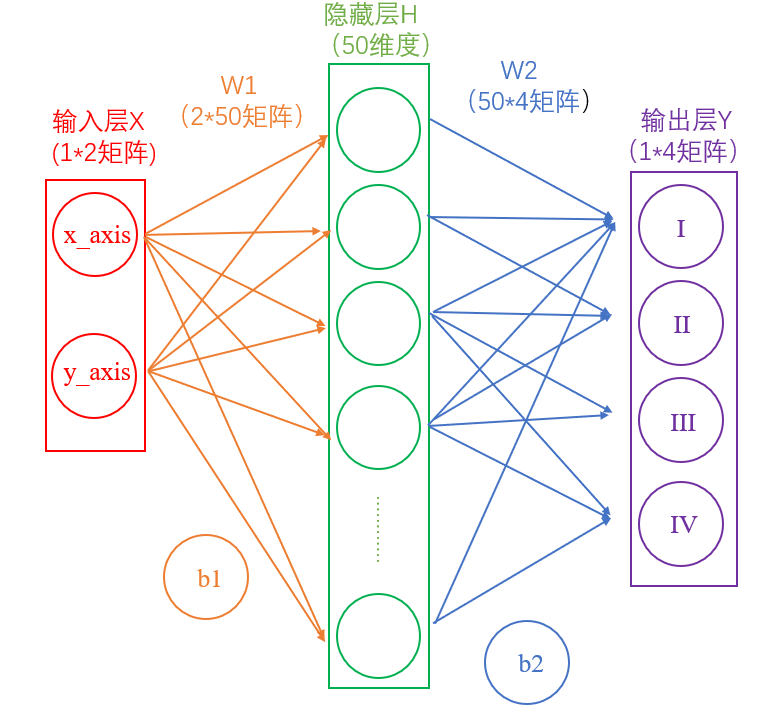 隐藏层H
（50维度）
W1
（2*50矩阵）
W2
（50*4矩阵）
输入层X
(1*2矩阵)
输出层Y
（1*4矩阵）
x_axis
y_axis
I
II
III
IV
b1
b2